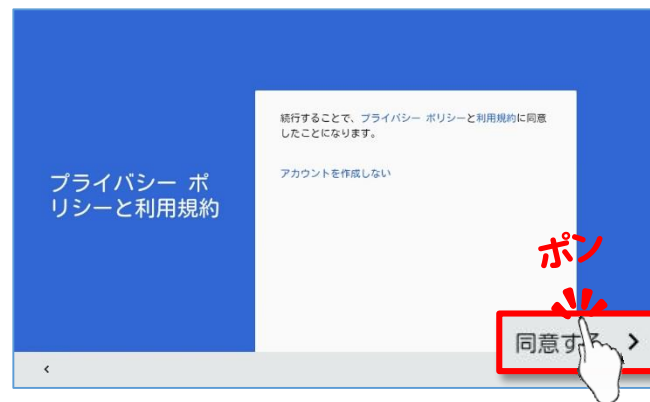 続行することで、プライバシー ポリシーと利用規約に同意
したことになります。
アカウントを作成しない
プライバシー ポ
リシーと利用規約
ポン
同意する